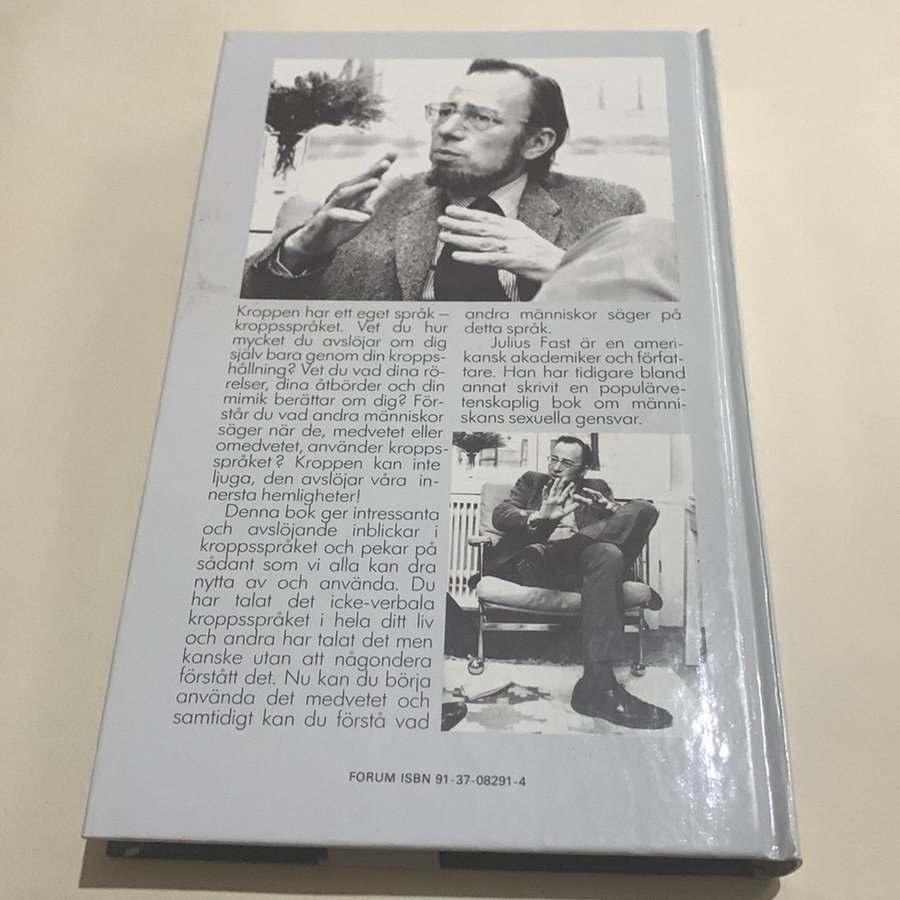 Kroppen har ett eget språk –
kroppsspråket. Vet du hur
mycket du avslöjar om dig
själv bara genom din kropps-
hållning? Vet du vad dina rö-
relser, dina åtbörder och din
mimik berättar om dig? För-
står du vad andra människor
säger när de, medvetet eller
omedvetet, använder kropps-
språket? Kroppen kan inte
ljuga, den avslöjar våra in-
nersta hemligheter!
Denna bok ger intressanta
och avslöjande inblickar i
kroppsspråket och pekar på
sådant som vi alla kan dra
nytta av och använda. Du
har talat det icke-verbala
kroppsspråket i hela ditt liv
och andra har talat det men
kanske utan att någondera
förstått det. Nu kan du börja
använda det medvetet och
samtidigt kan du förstå vad
andra människor säger på
detta språk.
Julius Fast är en ameri-
kansk akademiker och förfat-
tare. Han har tidigare bland
annat skrivit en populärve-
tenskaplig bok om männi-
skans sexuella gensvar.
FORUM ISBN 91-37-08291-4